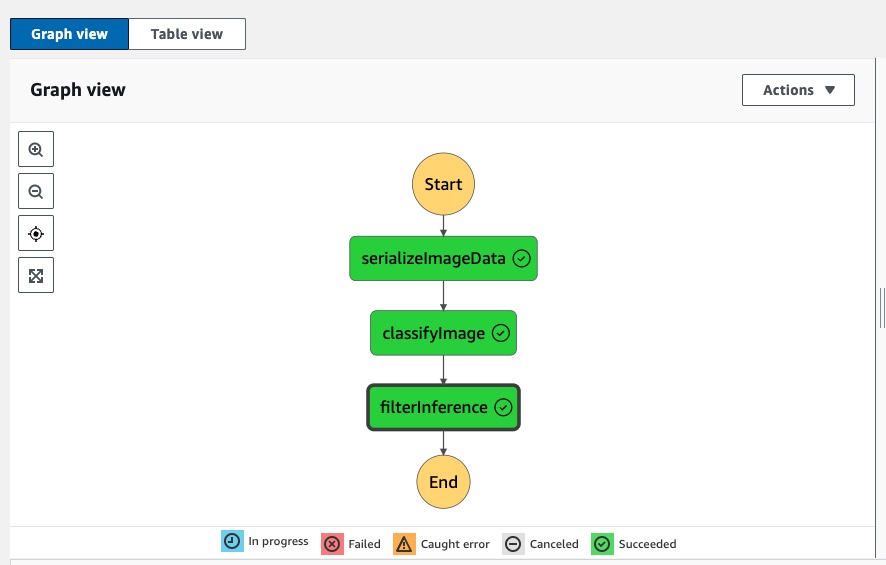 Graph view
Table view
Graph view
Actions
Start
serializeImageData
classifyImage
filterInference
End
In progress
Failed
Caught error
Canceled
Succeeded